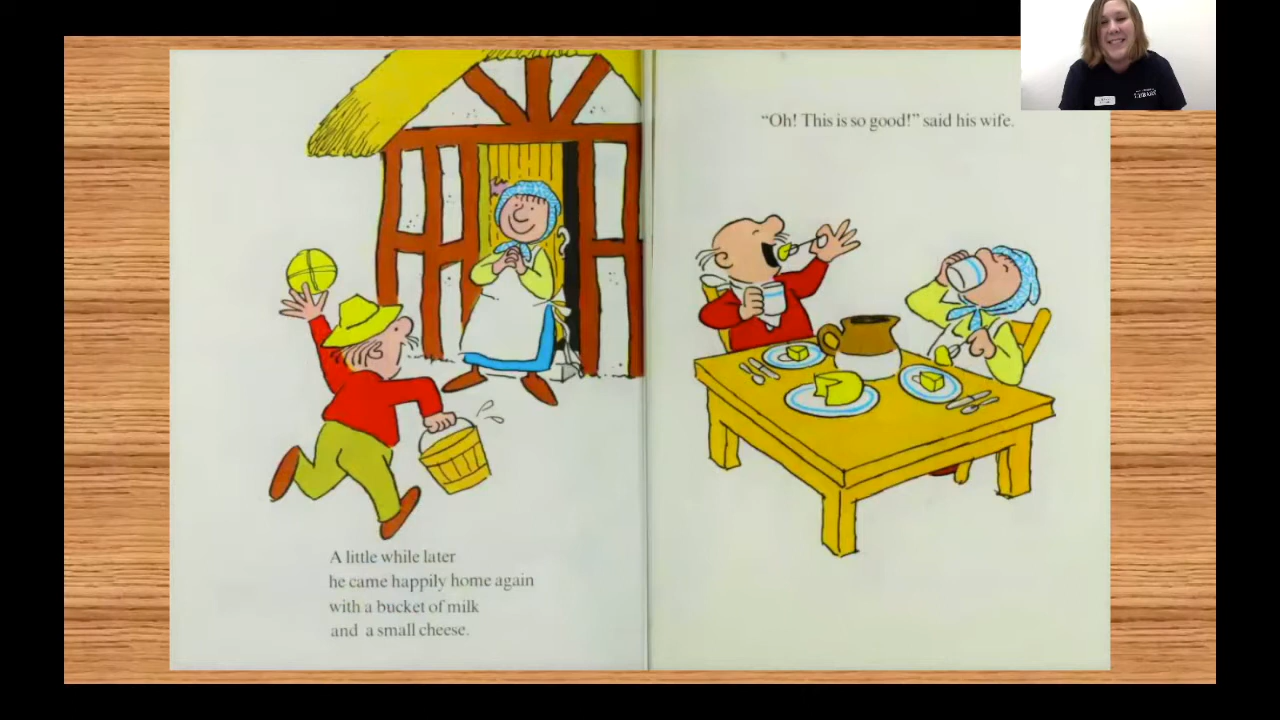 A little while later
he came happily home again
with a bucket of milk
and a small cheese.
“Oh! This is so good!” said his wife.
LIBRARY